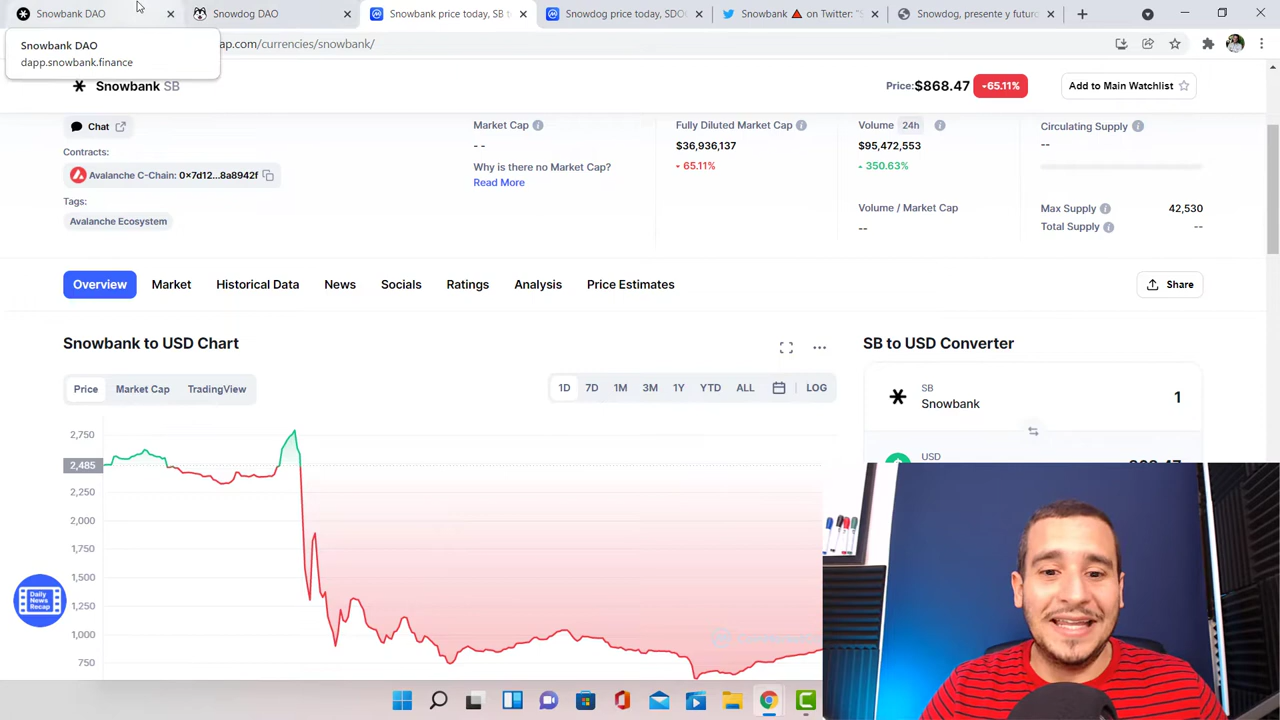 Snowbank DAO
Snowdog DAO
Snowbank price today, SB to
Snowdog price today, SDO
Snowbank 🔺 on Twitter: "S
Snowdog, presente y futuro
Snowbank DAO
dapp.snowbank.finance
ap.com/currencies/snowbank/
Snowbank SB
Price:$868.47
-65.11%
Add to Main Watchlist
Chat
Market Cap
Fully Diluted Market Cap
Volume 24h
Circulating Supply
- -
$36,936,137
$95,472,553
--
65.11%
350.63%
Contracts:
Why is there no Market Cap?
Read More
Avalanche C-Chain: 0x7d12...8a8942f
Tags:
Avalanche Ecosystem
Volume / Market Cap
--
Max Supply
42,530
Total Supply
--
Overview
Market
Historical Data
News
Socials
Ratings
Analysis
Price Estimates
Share
Snowbank to USD Chart
SB to USD Converter
Price
Market Cap
TradingView
1D
7D
1M
3M
1Y
YTD
ALL
LOG
SB
Snowbank
1
USD
2,750
2,485
2,250
2,000
1,750
1,500
1,250
1,000
750
Daily
News
Recap